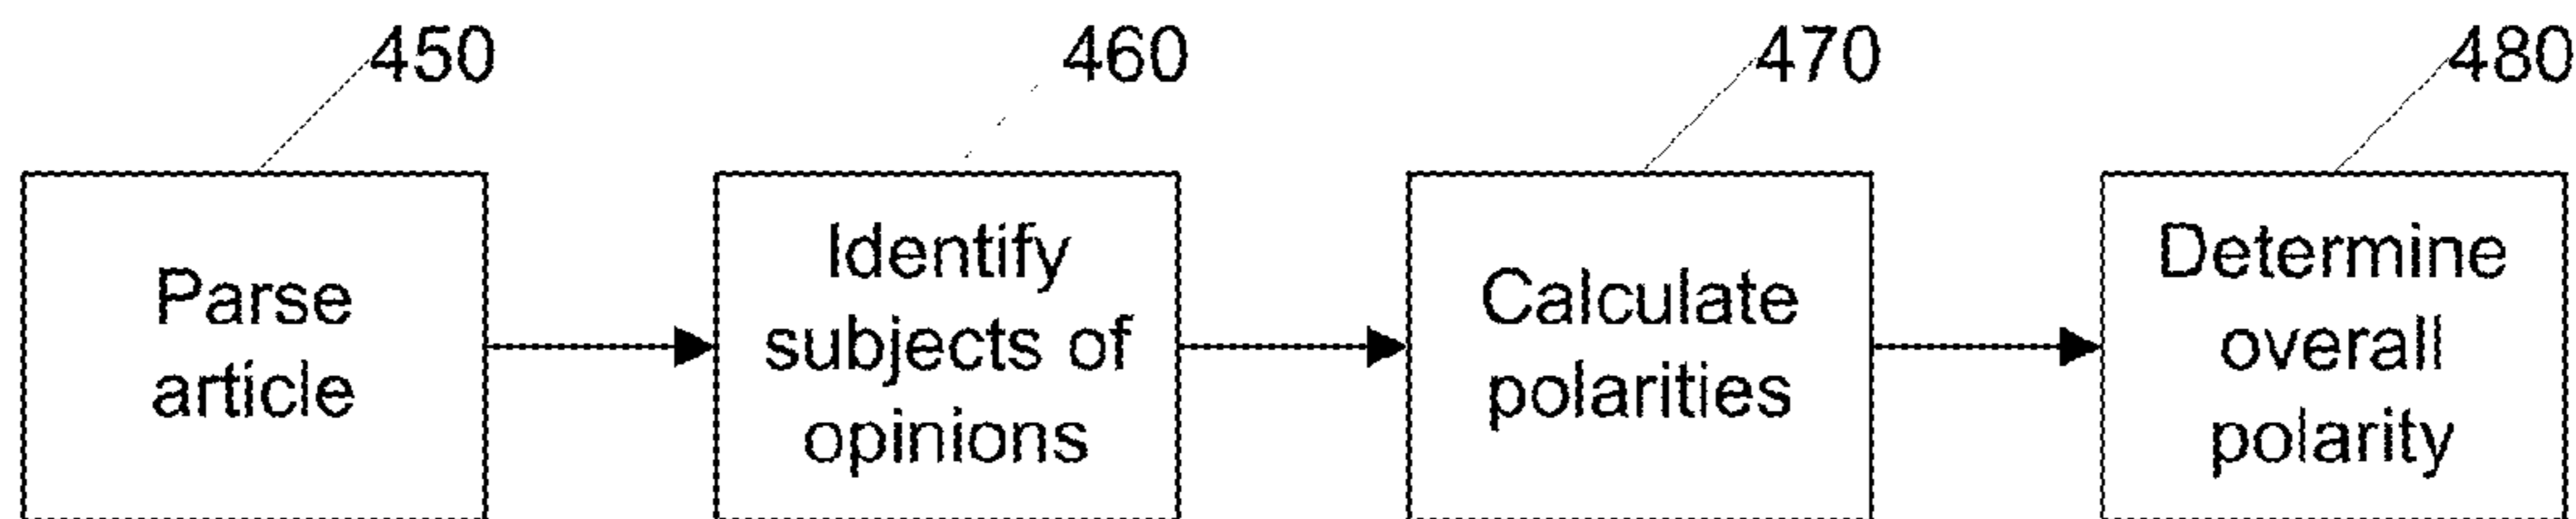 450
460
470
480
Parse
article
Identify
subjects of
opinions
Calculate
polarities
Determine
overall
polarity